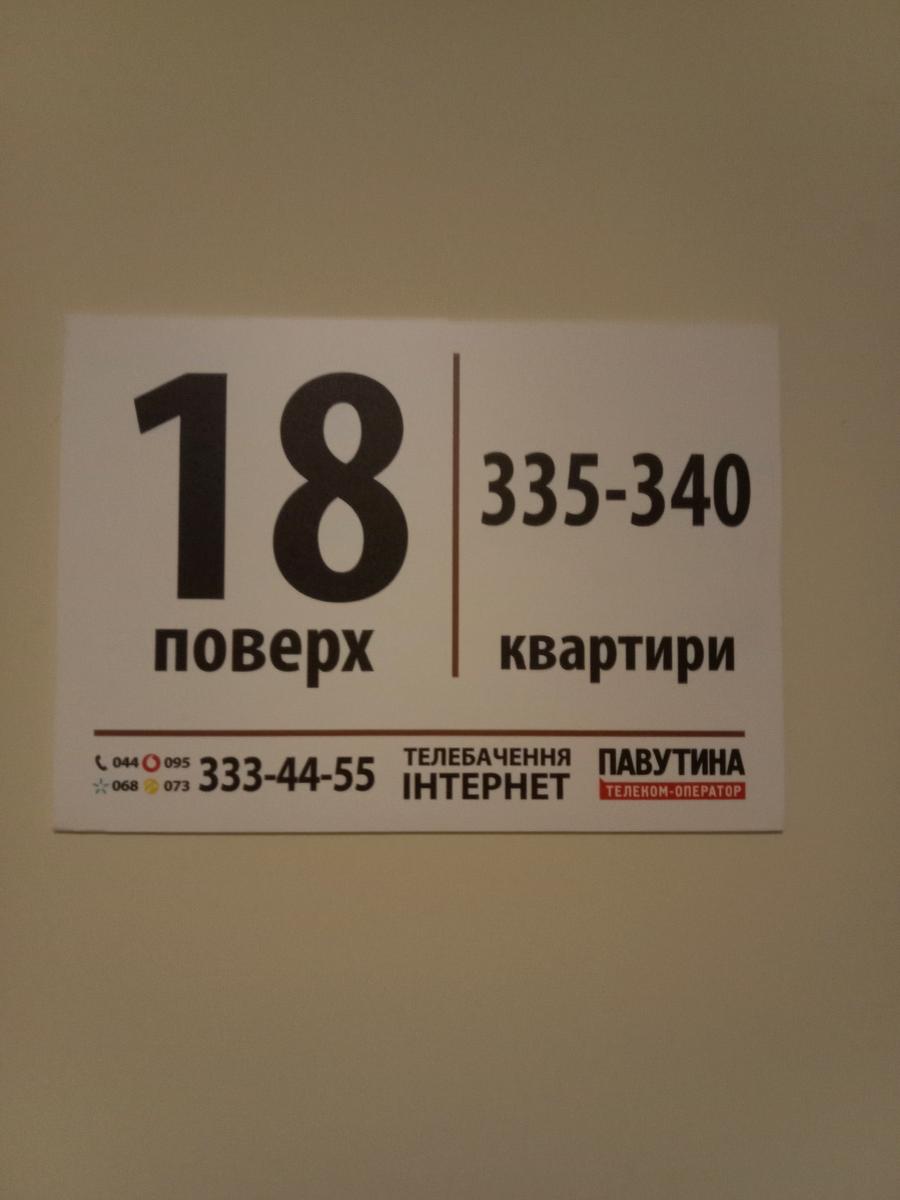 18
поверх
335-340
квартири
044 095
068 073
333-44-55
ТЕЛЕБАЧЕННЯ
ІНТЕРНЕТ
ПАВУТИНА
ТЕЛЕКОМ-ОПЕРАТОР